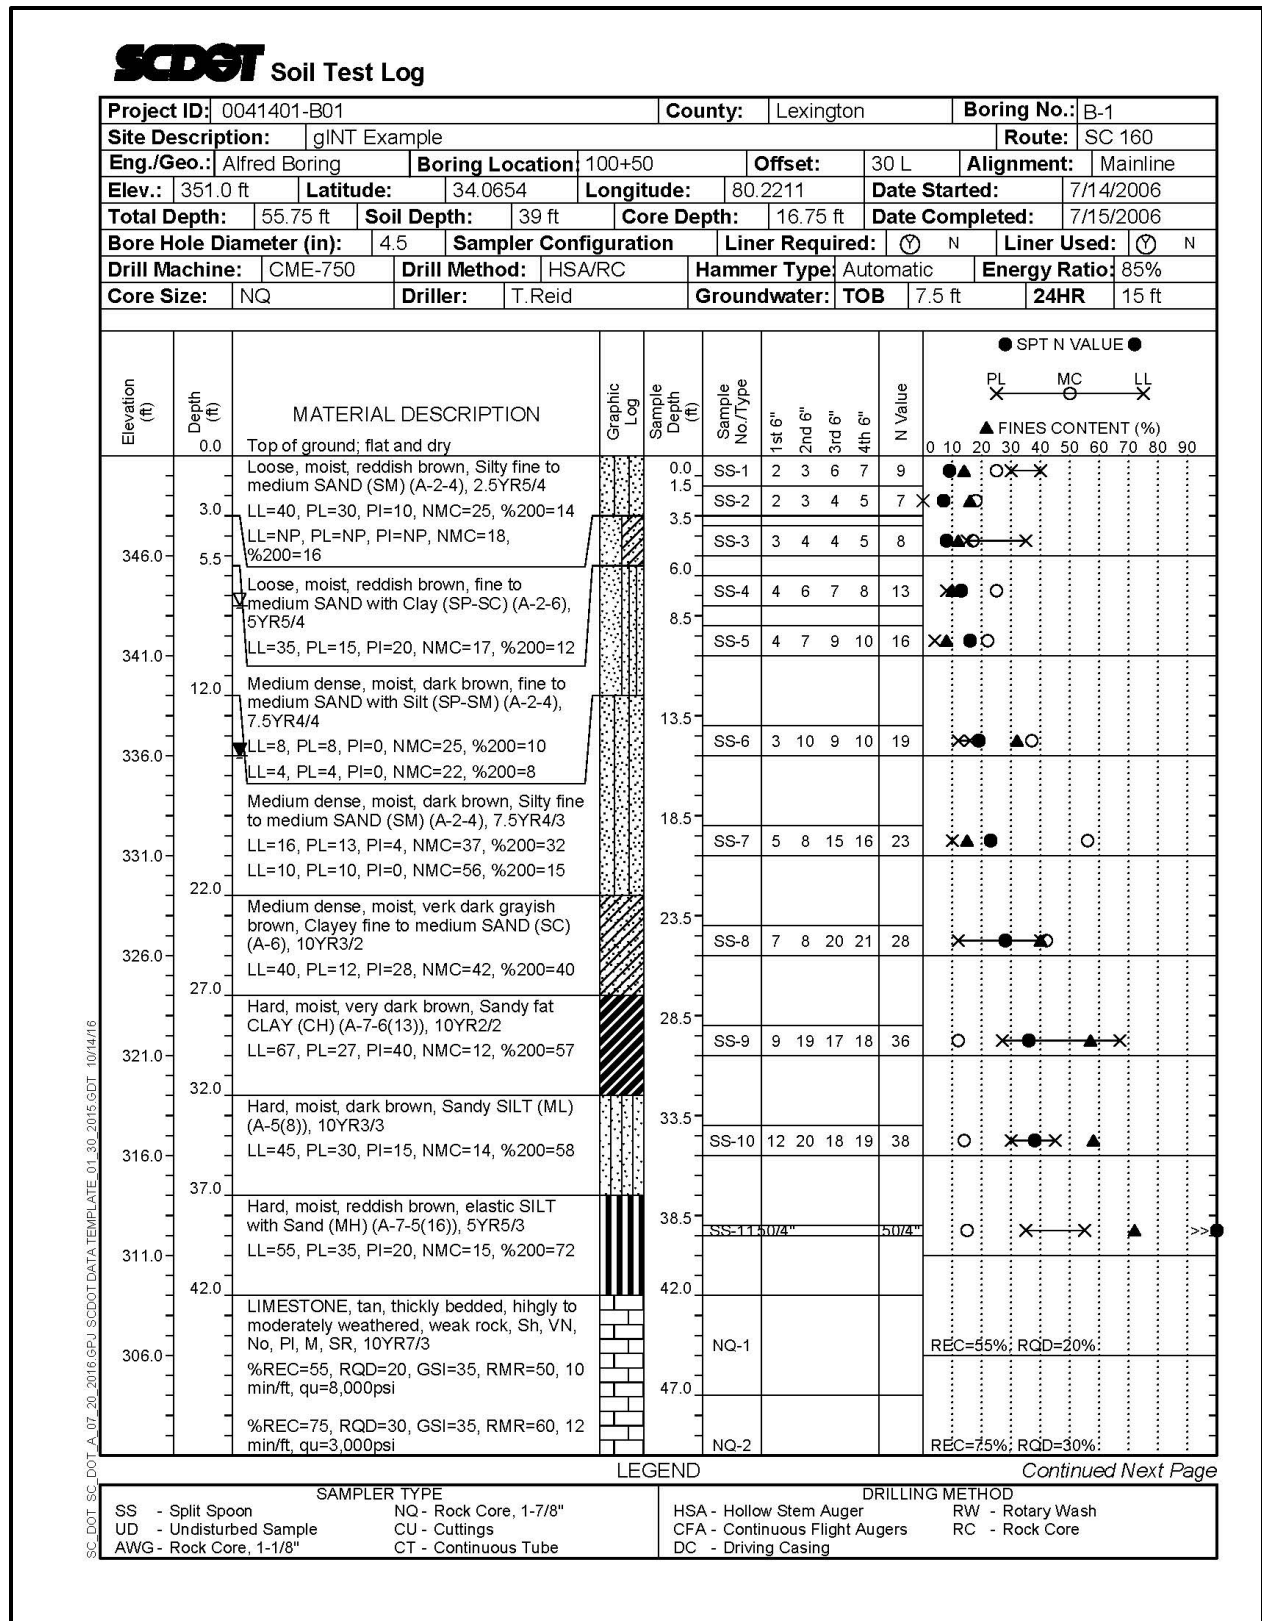 SCDOT Soil Test Log
Project ID: 0041401-B01 County: Lexington Boring No.: B-1
Site Description: gINT Example Route: SC 160
Eng./Geo.: Alfred Boring Boring Location: 100+50 Offset: 30 L Alignment: Mainline
Elev.: 351.0 ft Latitude: 34.0654 Longitude: 80.2211 Date Started: 7/14/2006
Total Depth: 55.75 ft Soil Depth: 39 ft Core Depth: 16.75 ft Date Completed: 7/15/2006
Bore Hole Diameter (in): 4.5 Sampler Configuration Liner Required: Y N Liner Used: Y N
Drill Machine: CME-750 Drill Method: HSA/RC Hammer Type: Automatic Energy Ratio: 85%
Core Size: NQ Driller: T.Reid Groundwater: TOB 7.5 ft 24HR 15 ft
Elevation (ft)
Depth (ft)
MATERIAL DESCRIPTION
Graphic Log
Sample Depth (ft)
Sample No./Type
1st 6"
2nd 6"
3rd 6"
4th 6"
N Value
● SPT N VALUE ●
PL MC LL
▲ FINES CONTENT (%)
0 10 20 30 40 50 60 70 80 90
0.0 Top of ground; flat and dry
Loose, moist, reddish brown, Silty fine to
medium SAND (SM) (A-2-4), 2.5YR5/4
LL=40, PL=30, PI=10, NMC=25, %200=14
3.0
LL=NP, PL=NP, PI=NP, NMC=18,
%200=16
346.0
5.5
Loose, moist, reddish brown, fine to
medium SAND with Clay (SP-SC) (A-2-6),
5YR5/4
LL=35, PL=15, PI=20, NMC=17, %200=12
341.0
12.0
Medium dense, moist, dark brown, fine to
medium SAND with Silt (SP-SM) (A-2-4),
7.5YR4/4
LL=8, PL=8, PI=0, NMC=25, %200=10
336.0
LL=4, PL=4, PI=0, NMC=22, %200=8
Medium dense, moist, dark brown, Silty fine
to medium SAND (SM) (A-2-4), 7.5YR4/3
LL=16, PL=13, PI=4, NMC=37, %200=32
331.0
LL=10, PL=10, PI=0, NMC=56, %200=15
22.0
Medium dense, moist, verk dark grayish
brown, Clayey fine to medium SAND (SC)
(A-6), 10YR3/2
326.0
LL=40, PL=12, PI=28, NMC=42, %200=40
27.0
Hard, moist, very dark brown, Sandy fat
CLAY (CH) (A-7-6(13)), 10YR2/2
321.0
LL=67, PL=27, PI=40, NMC=12, %200=57
32.0
Hard, moist, dark brown, Sandy SILT (ML)
(A-5(8)), 10YR3/3
316.0
LL=45, PL=30, PI=15, NMC=14, %200=58
37.0
Hard, moist, reddish brown, elastic SILT
with Sand (MH) (A-7-5(16)), 5YR5/3
311.0
LL=55, PL=35, PI=20, NMC=15, %200=72
42.0
LIMESTONE, tan, thickly bedded, hihgly to
moderately weathered, weak rock, Sh, VN,
No, Pl, M, SR, 10YR7/3
306.0
%REC=55, RQD=20, GSI=35, RMR=50, 10
min/ft, qu=8,000psi
%REC=75, RQD=30, GSI=35, RMR=60, 12
min/ft, qu=3,000psi
0.0 SS-1 2 3 6 7 9
1.5
SS-2 2 3 4 5 7
3.5
SS-3 3 4 4 5 8
6.0
SS-4 4 6 7 8 13
8.5
SS-5 4 7 9 10 16
13.5
SS-6 3 10 9 10 19
18.5
SS-7 5 8 15 16 23
23.5
SS-8 7 8 20 21 28
28.5
SS-9 9 19 17 18 36
33.5
SS-10 12 20 18 19 38
38.5
SS-11 50/4" 50/4" >>
42.0
NQ-1 REC=55%; RQD=20%
47.0
NQ-2 REC=75%; RQD=30%
LEGEND
Continued Next Page
SAMPLER TYPE
SS - Split Spoon NQ - Rock Core, 1-7/8"
UD - Undisturbed Sample CU - Cuttings
AWG - Rock Core, 1-1/8" CT - Continuous Tube
DRILLING METHOD
HSA - Hollow Stem Auger RW - Rotary Wash
CFA - Continuous Flight Augers RC - Rock Core
DC - Driving Casing
SC_DOT SC_DOT_A_07_20_2016.GPJ SCDOT DATA TEMPLATE_01_30_2015.GDT 10/14/16